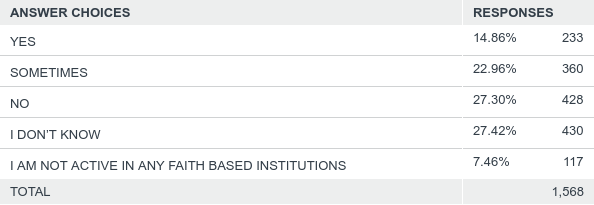 ANSWER CHOICES RESPONSES
YES 14.86% 233
SOMETIMES 22.96% 360
NO 27.30% 428
I DON'T KNOW 27.42% 430
I AM NOT ACTIVE IN ANY FAITH BASED INSTITUTIONS 7.46% 117
TOTAL 1,568